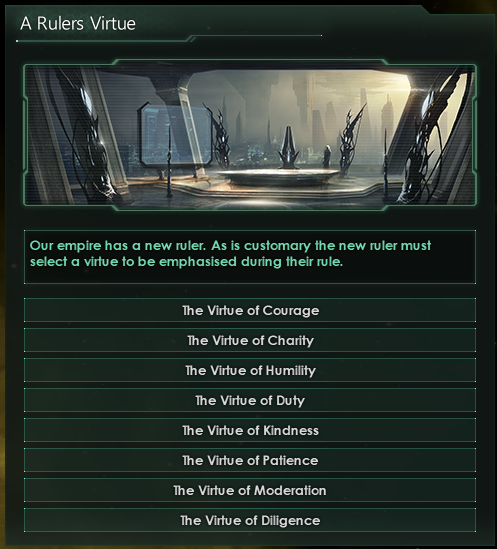 A Rulers Virtue
Our empire has a new ruler. As is customary the new ruler must
select a virtue to be emphasised during their rule.
The Virtue of Courage
The Virtue of Charity
The Virtue of Humility
The Virtue of Duty
The Virtue of Kindness
The Virtue of Patience
The Virtue of Moderation
The Virtue of Diligence